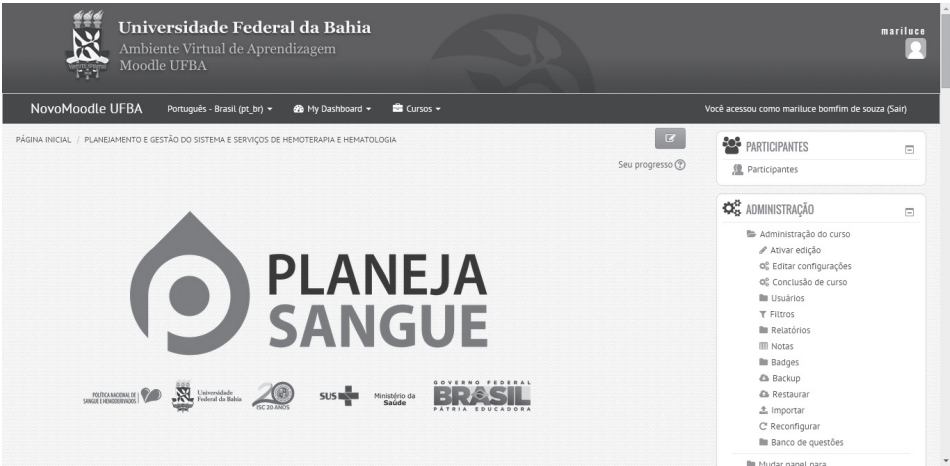 Universidade Federal da Bahia
Ambiente Virtual de Aprendizagem
Moodle UFBA
mariluce
NovoMoodle UFBA
Português - Brasil (pt_br)
My Dashboard
Cursos
Você acessou como mariluce bomfim de souza (Sair)
PÁGINA INICIAL / PLANEJAMENTO E GESTÃO DO SISTEMA E SERVIÇOS DE HEMOTERAPIA E HEMATOLOGIA
Seu progresso
PLANEJA
SANGUE
POLÍTICA NACIONAL DE
SANGUE E HEMODERIVADOS
Universidade
Federal da Bahia
20
ISC 20 ANOS
SUS
Ministério da
Saúde
GOVERNO FEDERAL
BRASIL
PÁTRIA EDUCADORA
PARTICIPANTES
Participantes
ADMINISTRAÇÃO
Administração do curso
Ativar edição
Editar configurações
Conclusão de curso
Usuários
Filtros
Relatórios
Notas
Badges
Backup
Restaurar
Importar
Reconfigurar
Banco de questões
Mudar papel para